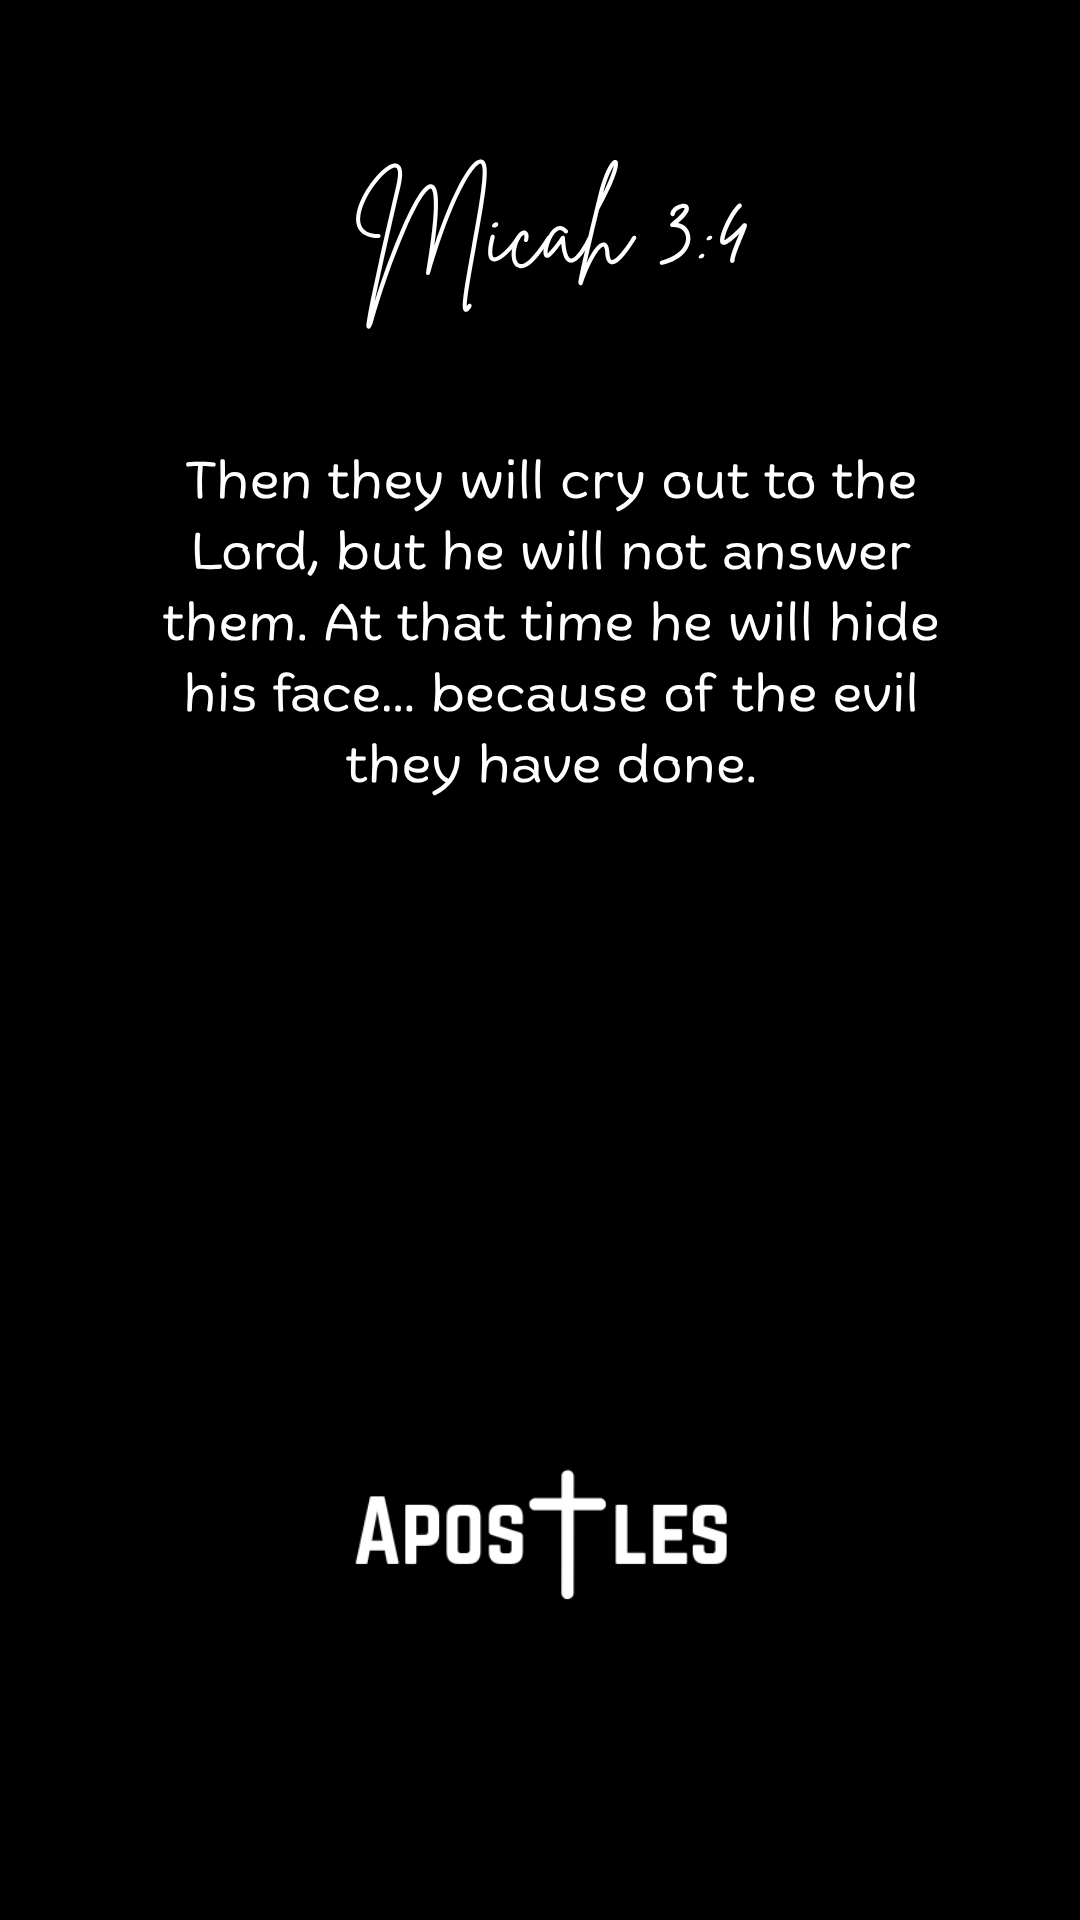 Micah 3:4
Then they will cry out to the
Lord, but he will not answer
them. At that time he will hide
his face... because of the evil
they have done.
Apostles